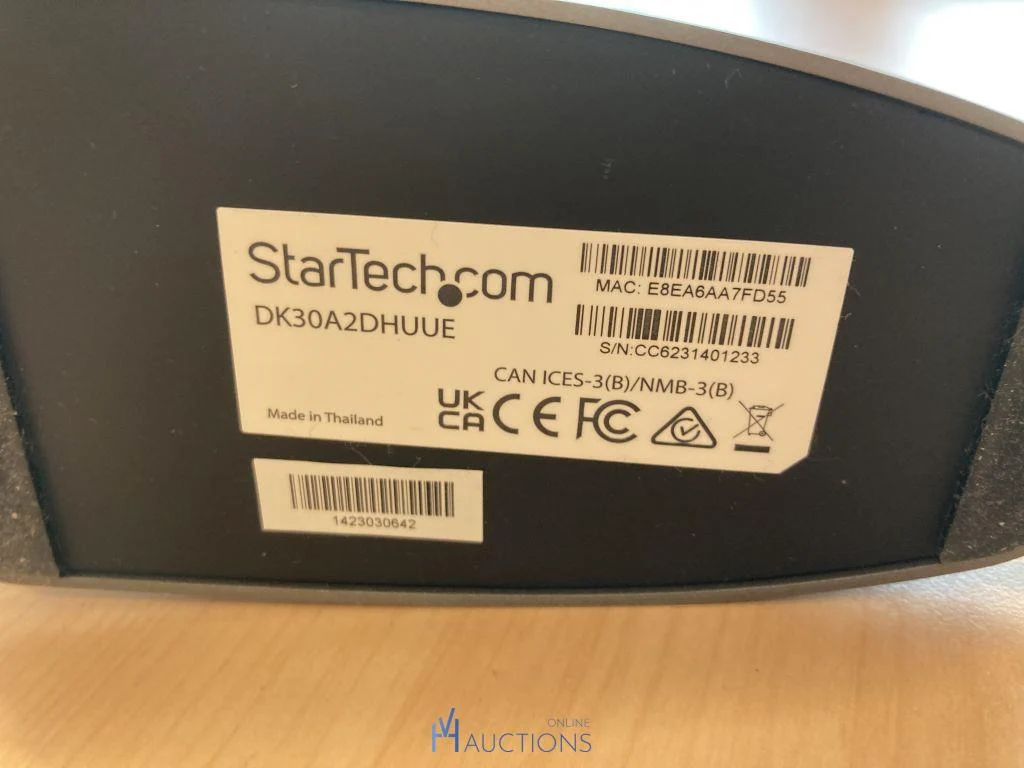 StarTech.com
DK30A2DHUUE
MAC: E8EA6AA7FD55
S/N:CC6231401233
CAN ICES-3(B)/NMB-3(B)
Made in Thailand
UK
CA CE FC
1423030642
ONLINE
AUCTIONS